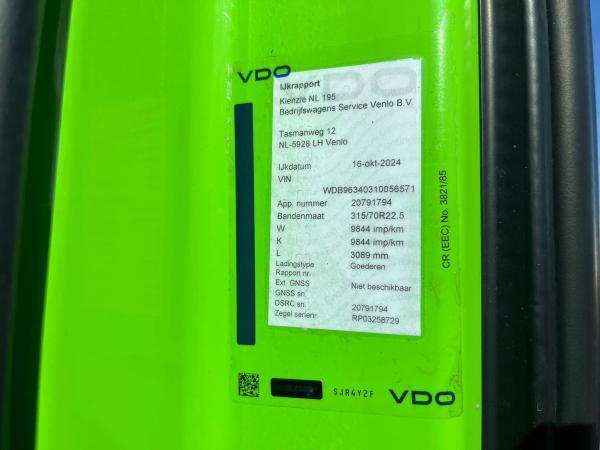 VDO
IJkrapport
Kienzle NL 195
Bedrijfswagens Service Venlo B.V.
Tasmanweg 12
NL-5928 LH Venlo
IJkdatum 16-okt-2024
VIN
WDB96340310056571
App. nummer 20791794
Bandenmaat 315/70R22.5
W 9844 imp/km
K 9844 imp/km
L 3089 mm
Ladingstype Goederen
Rapport nr.
Ext. GNSS Niet beschikbaar
GNSS sn.
DSRC sn. 20791794
Zegel serienr. RP03258729
CR (EEC) No. 3821/85
SJR4Y2F
VDO